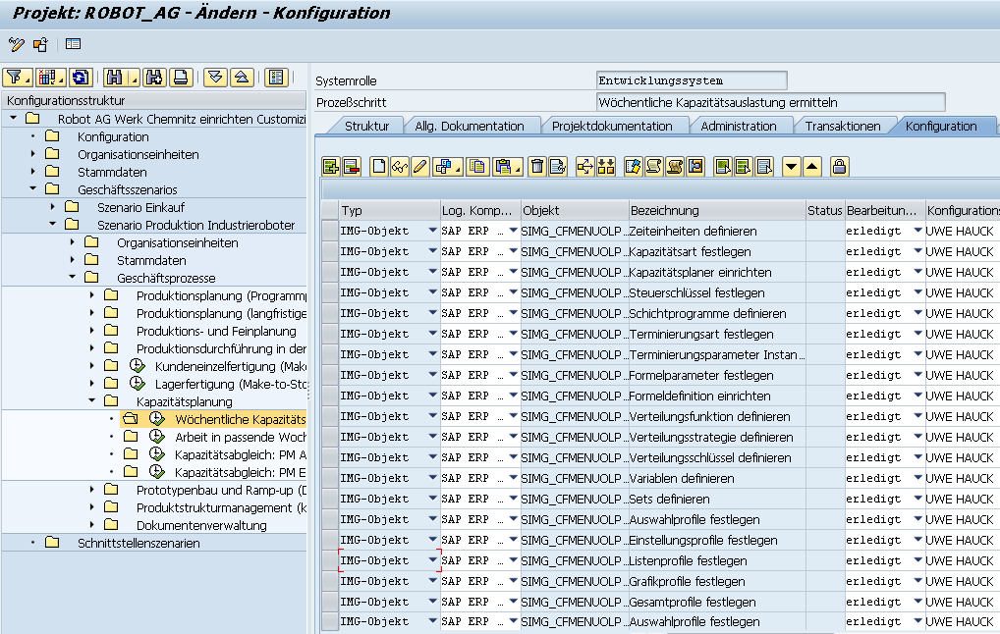 Projekt: ROBOT_AG - Ändern - Konfiguration
Konfigurationsstruktur
Robot AG Werk Chemnitz einrichten Customizi
Konfiguration
Organisationseinheiten
Stammdaten
Geschäftsszenarios
Szenario Einkauf
Szenario Produktion Industrieroboter
Organisationseinheiten
Stammdaten
Geschäftsprozesse
Produktionsplanung (Programmp
Produktionsplanung (langfristige
Produktions- und Feinplanung
Produktionsdurchführung in der
Kundeneinzelfertigung (Make
Lagerfertigung (Make-to-Sto
Kapazitätsplanung
Wöchentliche Kapazitäts
Arbeit in passende Woch
Kapazitätsabgleich: PM A
Kapazitätsabgleich: PM E
Prototypenbau und Ramp-up (D
Produktstrukturmanagement (k
Dokumentenverwaltung
Schnittstellenszenarien
Systemrolle Entwicklungssystem
Prozeßschritt Wöchentliche Kapazitätsauslastung ermitteln
Struktur Allg. Dokumentation Projektdokumentation Administration Transaktionen Konfiguration
Typ Log. Komp... Objekt Bezeichnung Status Bearbeitun... Konfigurations
IMG-Objekt SAP ERP ... SIMG_CFMENUOLP... Zeiteinheiten definieren erledigt UWE HAUCK
IMG-Objekt SAP ERP ... SIMG_CFMENUOLP... Kapazitätsart festlegen erledigt UWE HAUCK
IMG-Objekt SAP ERP ... SIMG_CFMENUOLP... Kapazitätsplaner einrichten erledigt UWE HAUCK
IMG-Objekt SAP ERP ... SIMG_CFMENUOLP... Steuerschlüssel festlegen erledigt UWE HAUCK
IMG-Objekt SAP ERP ... SIMG_CFMENUOLP... Schichtprogramme definieren erledigt UWE HAUCK
IMG-Objekt SAP ERP ... SIMG_CFMENUOLP... Terminierungsart festlegen erledigt UWE HAUCK
IMG-Objekt SAP ERP ... SIMG_CFMENUOLP... Terminierungsparameter Instan... erledigt UWE HAUCK
IMG-Objekt SAP ERP ... SIMG_CFMENUOLP... Formelparameter festlegen erledigt UWE HAUCK
IMG-Objekt SAP ERP ... SIMG_CFMENUOLP... Formeldefinition einrichten erledigt UWE HAUCK
IMG-Objekt SAP ERP ... SIMG_CFMENUOLP... Verteilungsfunktion definieren erledigt UWE HAUCK
IMG-Objekt SAP ERP ... SIMG_CFMENUOLP... Verteilungsstrategie definieren erledigt UWE HAUCK
IMG-Objekt SAP ERP ... SIMG_CFMENUOLP... Verteilungsschlüssel definieren erledigt UWE HAUCK
IMG-Objekt SAP ERP ... SIMG_CFMENUOLP... Variablen definieren erledigt UWE HAUCK
IMG-Objekt SAP ERP ... SIMG_CFMENUOLP... Sets definieren erledigt UWE HAUCK
IMG-Objekt SAP ERP ... SIMG_CFMENUOLP... Auswahlprofile festlegen erledigt UWE HAUCK
IMG-Objekt SAP ERP ... SIMG_CFMENUOLP... Einstellungsprofile festlegen erledigt UWE HAUCK
IMG-Objekt SAP ERP ... SIMG_CFMENUOLP... Listenprofile festlegen erledigt UWE HAUCK
IMG-Objekt SAP ERP ... SIMG_CFMENUOLP... Grafikprofile festlegen erledigt UWE HAUCK
IMG-Objekt SAP ERP ... SIMG_CFMENUOLP... Gesamtprofile festlegen erledigt UWE HAUCK
IMG-Objekt SAP ERP ... SIMG_CFMENUOLP... Auswahlprofile festlegen erledigt UWE HAUCK